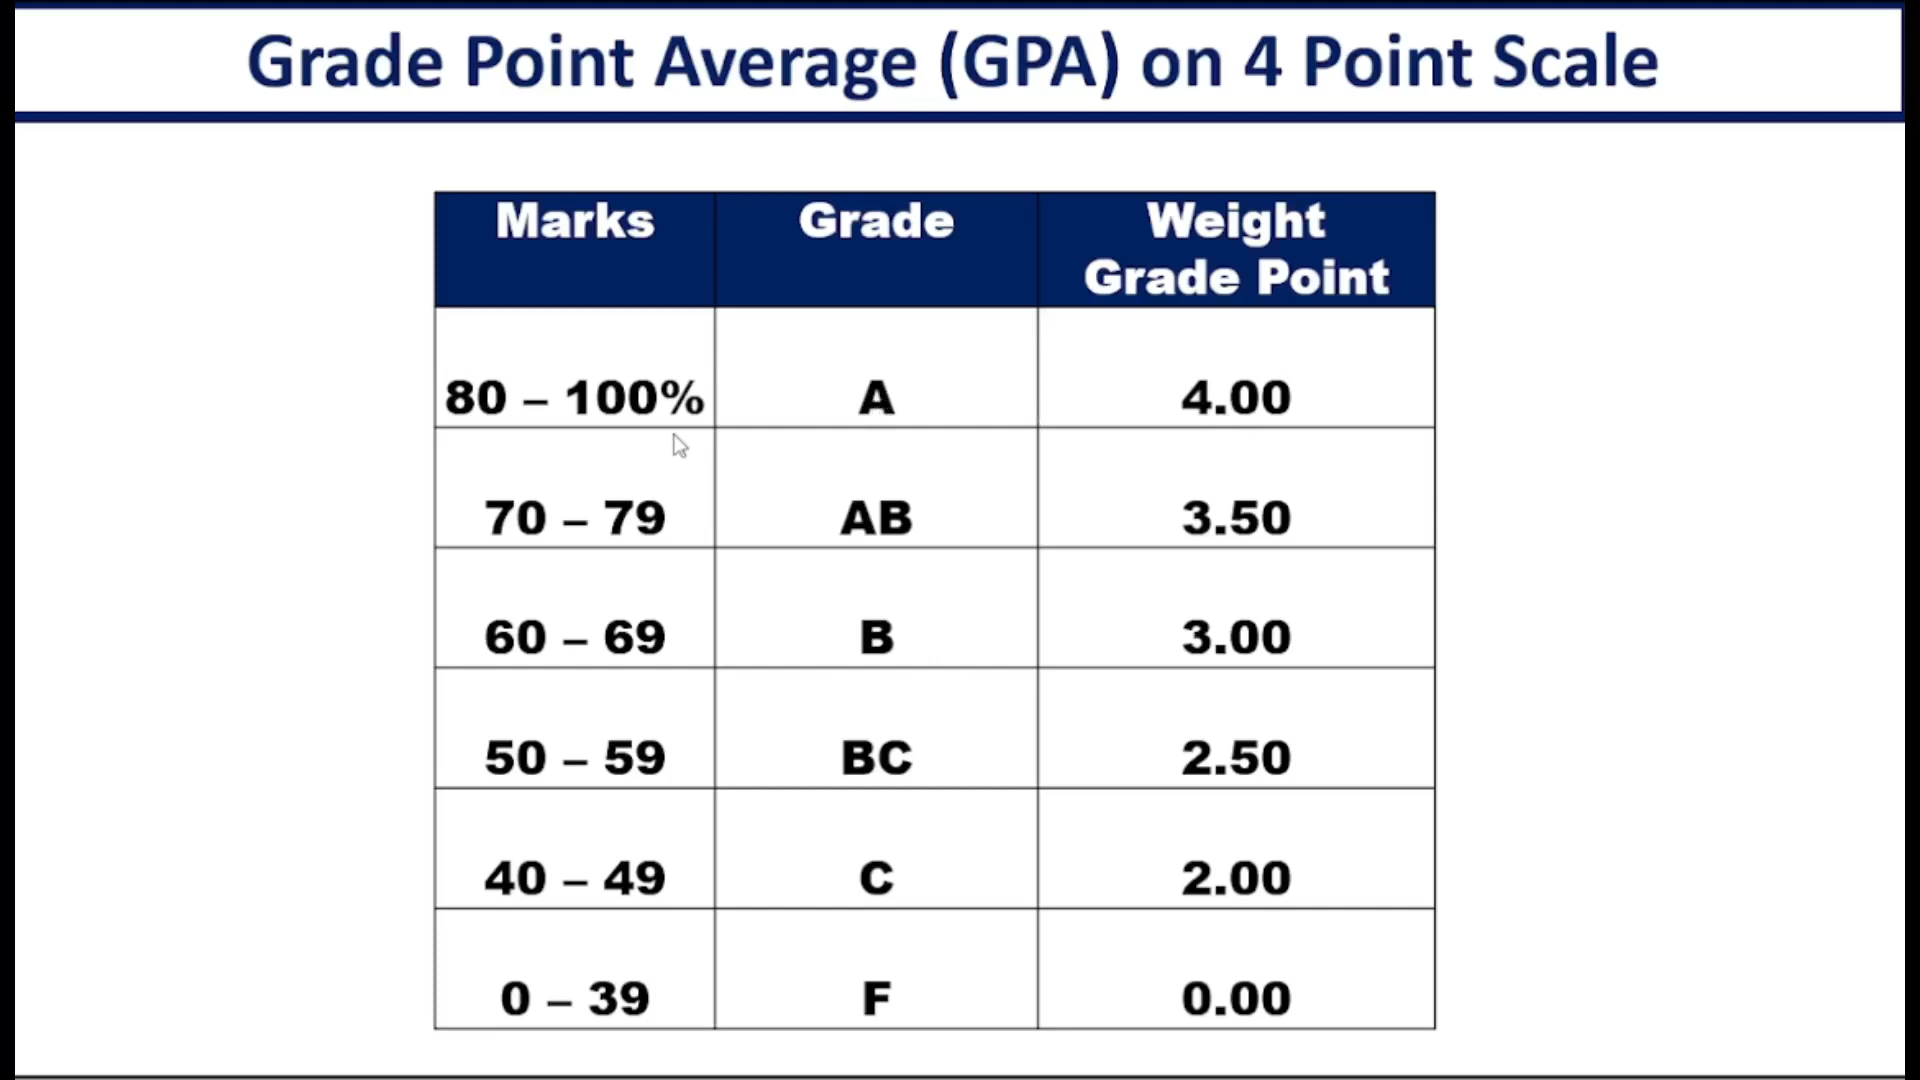 Grade Point Average (GPA) on 4 Point Scale
Marks Grade Weight
Grade Point
80 – 100% A 4.00
70 – 79 AB 3.50
60 – 69 B 3.00
50 – 59 BC 2.50
40 – 49 C 2.00
0 – 39 F 0.00